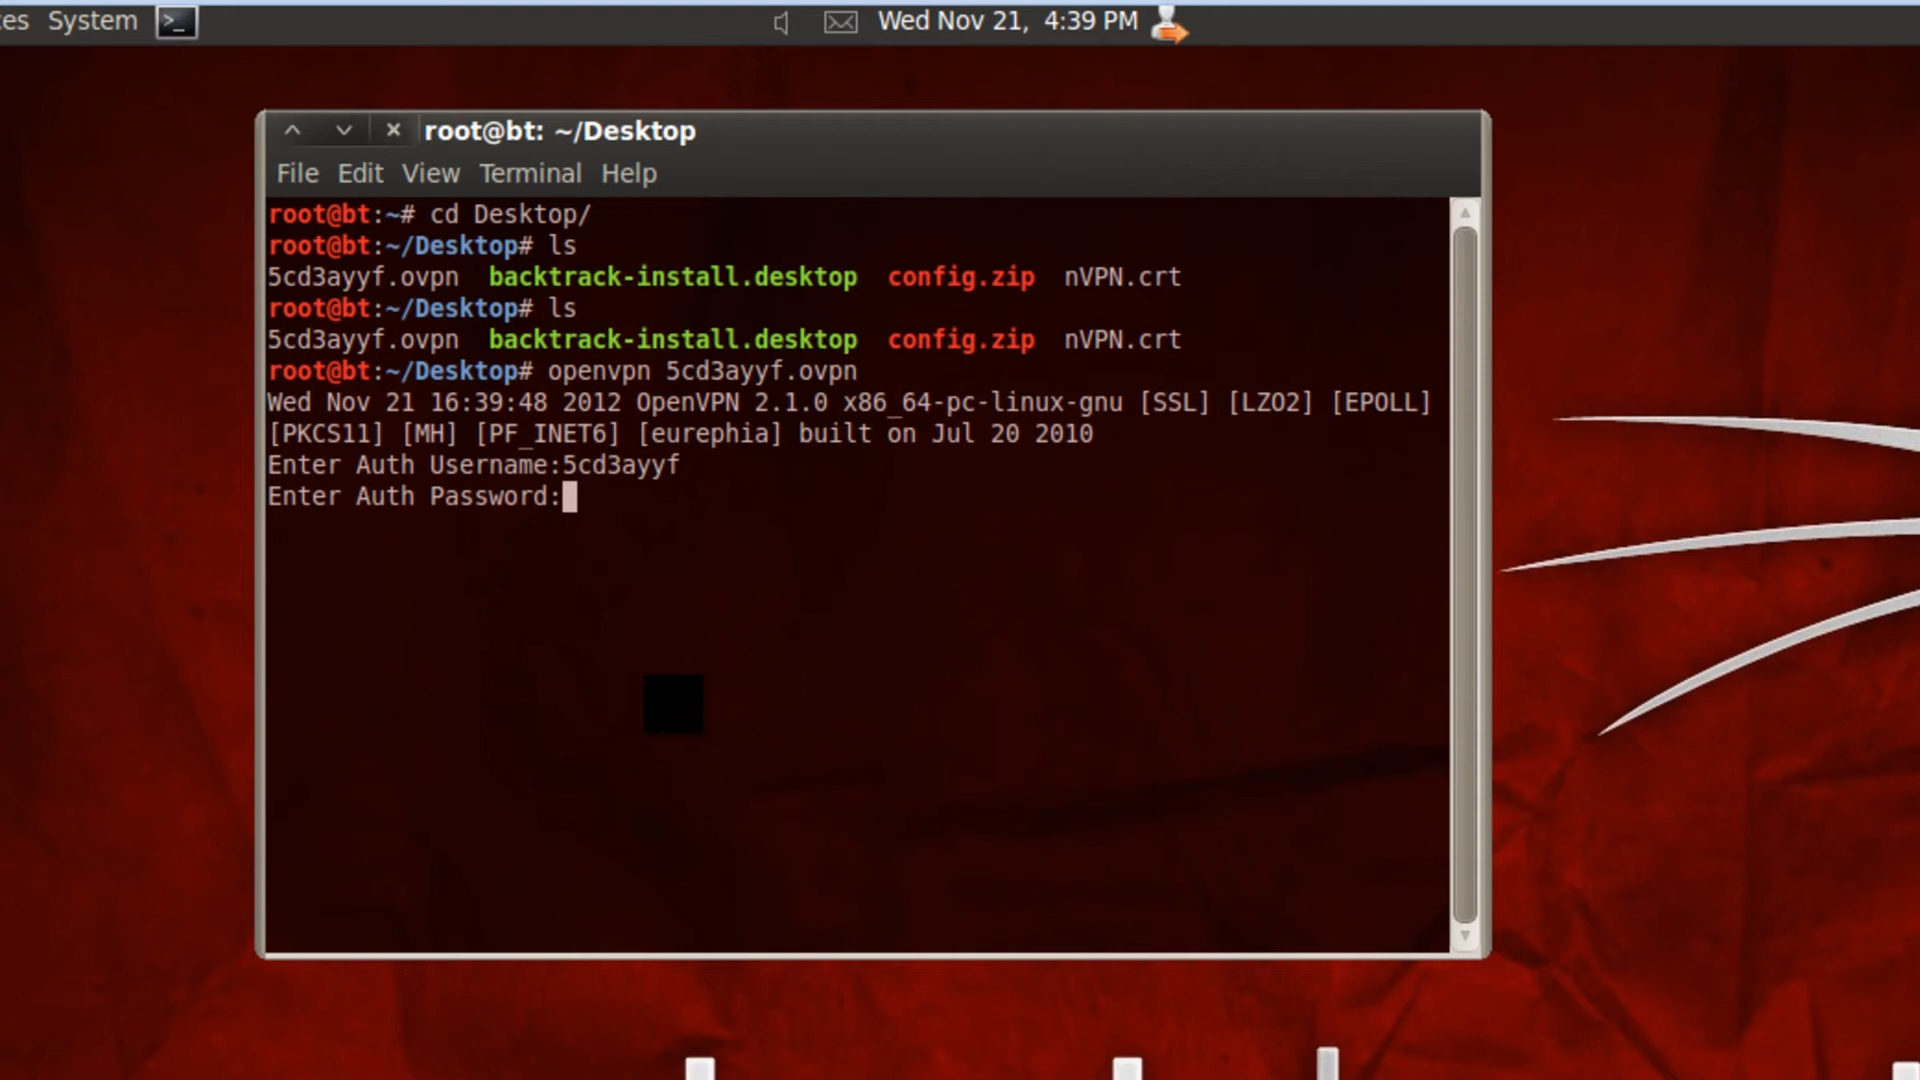 System Wed Nov 21, 4:39 PM
root@bt: ~/Desktop
File Edit View Terminal Help
root@bt:~# cd Desktop/
root@bt:~/Desktop# ls
5cd3ayyf.ovpn backtrack-install.desktop config.zip nVPN.crt
root@bt:~/Desktop# ls
5cd3ayyf.ovpn backtrack-install.desktop config.zip nVPN.crt
root@bt:~/Desktop# openvpn 5cd3ayyf.ovpn
Wed Nov 21 16:39:48 2012 OpenVPN 2.1.0 x86_64-pc-linux-gnu [SSL] [LZO2] [EPOLL]
[PKCS11] [MH] [PF_INET6] [eurephia] built on Jul 20 2010
Enter Auth Username:5cd3ayyf
Enter Auth Password: